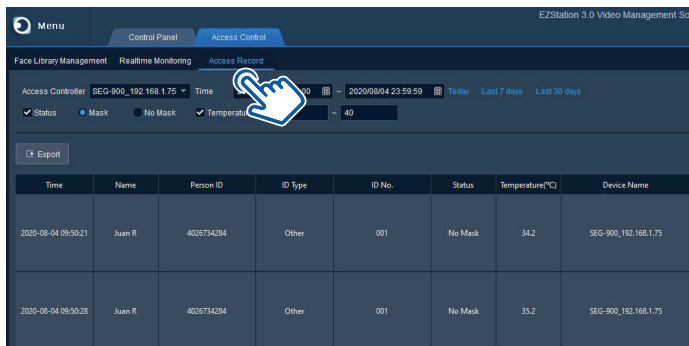 EZStation 3.0 Video Management So
Menu
Control Panel Access Control
Face Library Management Realtime Monitoring Access Record
Access Controller SEG-900_192.168.1.75 Time 00 ~ 2020/08/04 23:59:59 Today Last 7 days Last 30 days
Status Mask No Mask Temperatu ~ 40
Export
Time Name Person ID ID Type ID No. Status Temperature(℃) Device Name
2020-08-04 09:50:21 Juan R 4026734284 Other 001 No Mask 34.2 SEG-900_192.168.1.75
2020-08-04 09:50:28 Juan R 4026734284 Other 001 No Mask 35.2 SEG-900_192.168.1.75